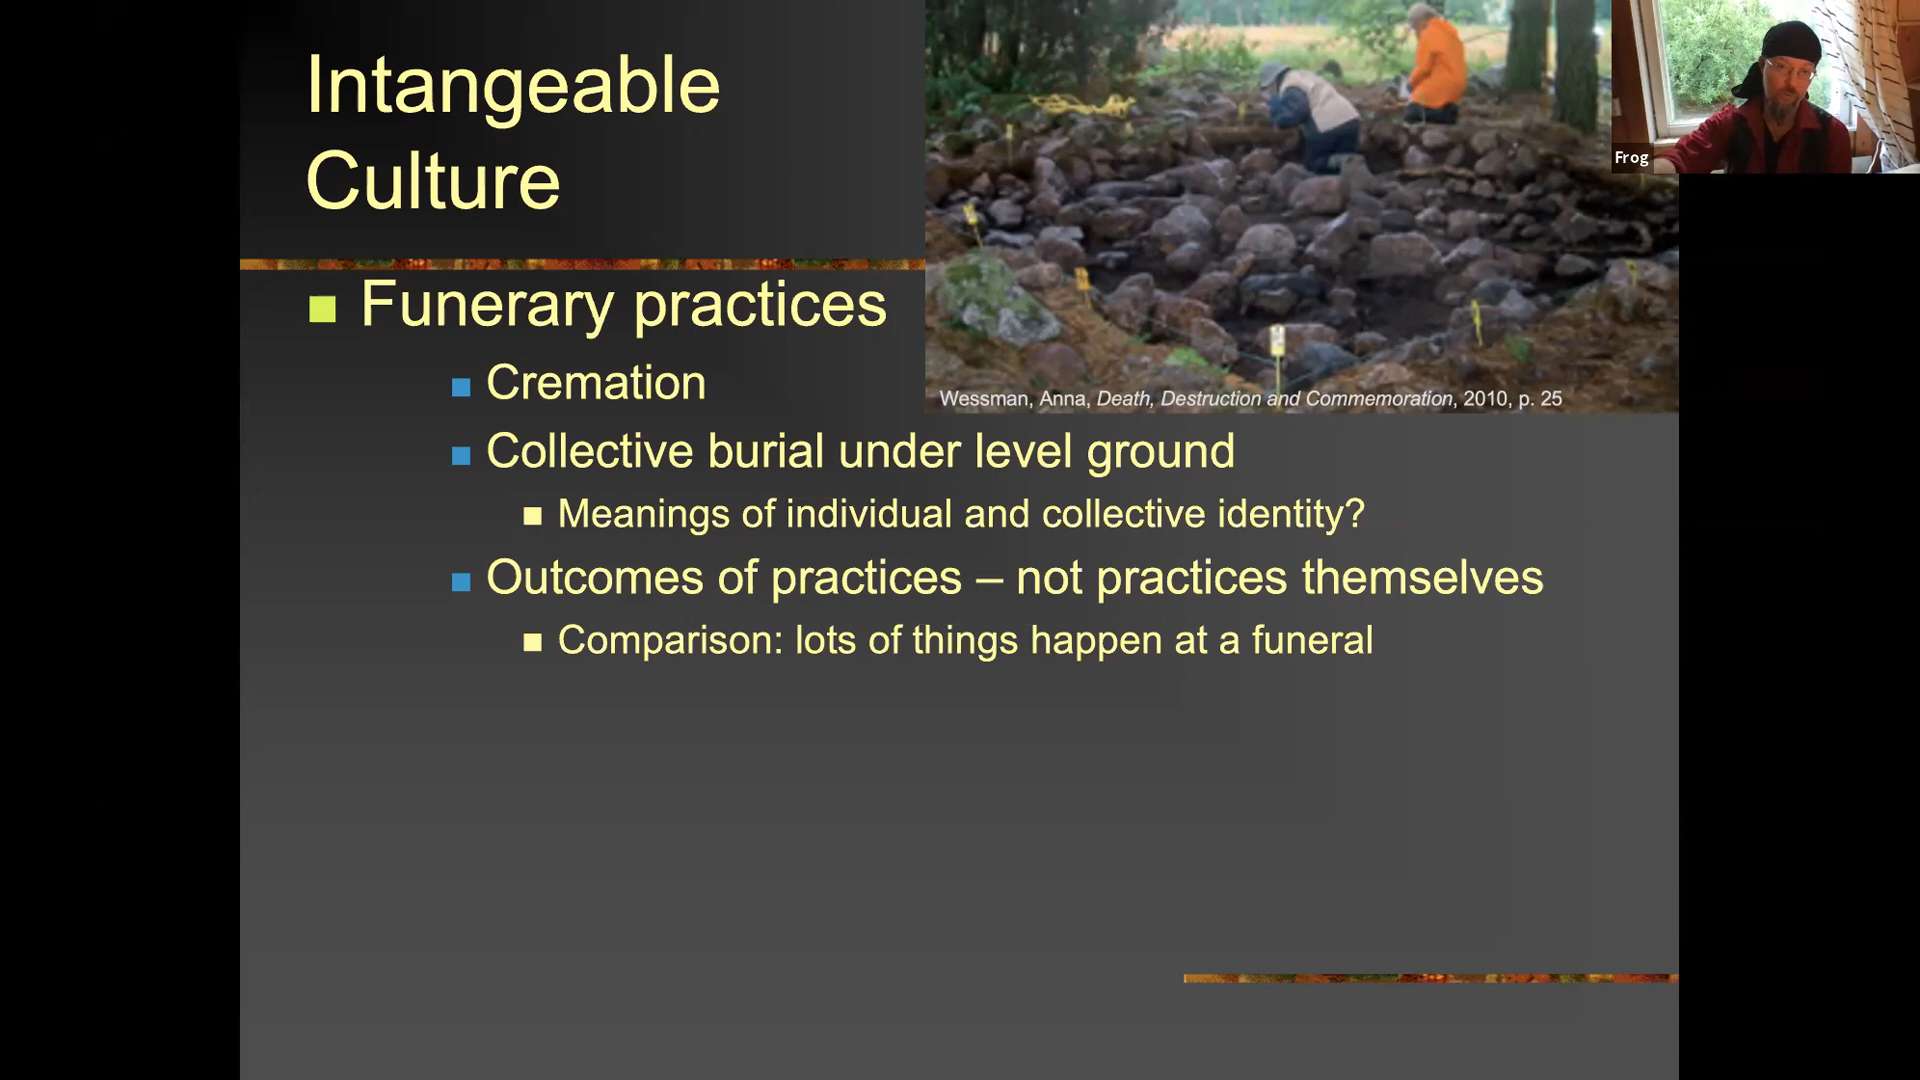 Intangeable
Culture
Frog
Funerary practices
Wessman, Anna, Death, Destruction and Commemoration, 2010, p. 25
Cremation
Collective burial under level ground
Meanings of individual and collective identity?
Outcomes of practices – not practices themselves
Comparison: lots of things happen at a funeral